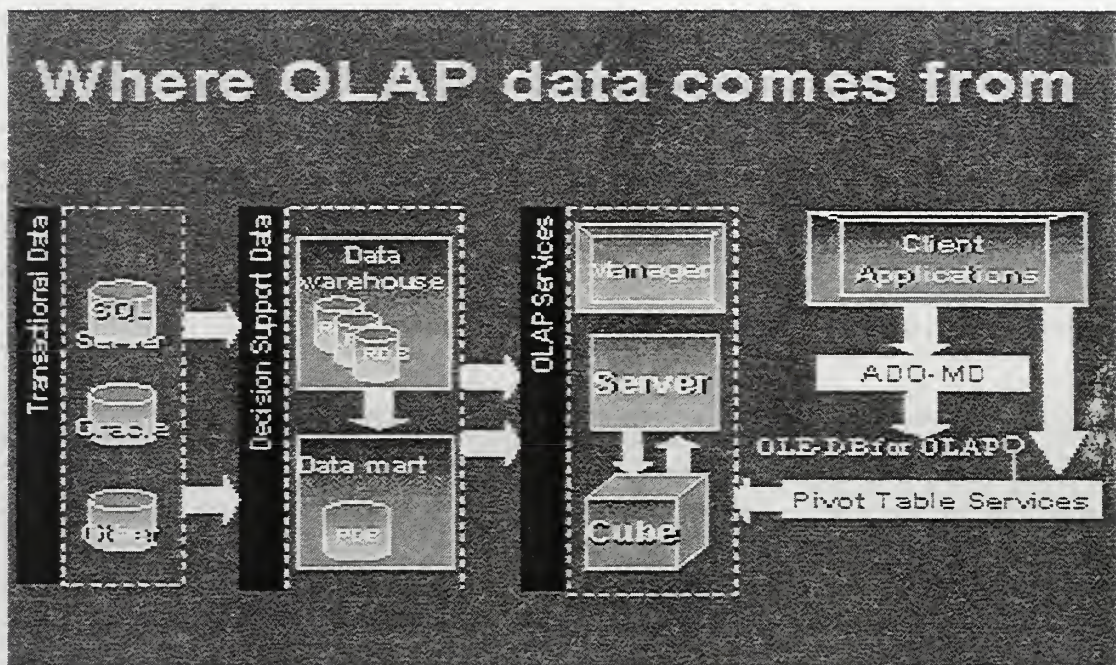 Where OLAP data comes from
Transactional Data
SQL
Server
Oracle
Other
Decision Support Data
Data
warehouse
RDB
Data mart
RDB
OLAP Services
Manager
Server
Cube
Client
Applications
ADO-MD
OLE-DB for OLAP
Pivot Table Services